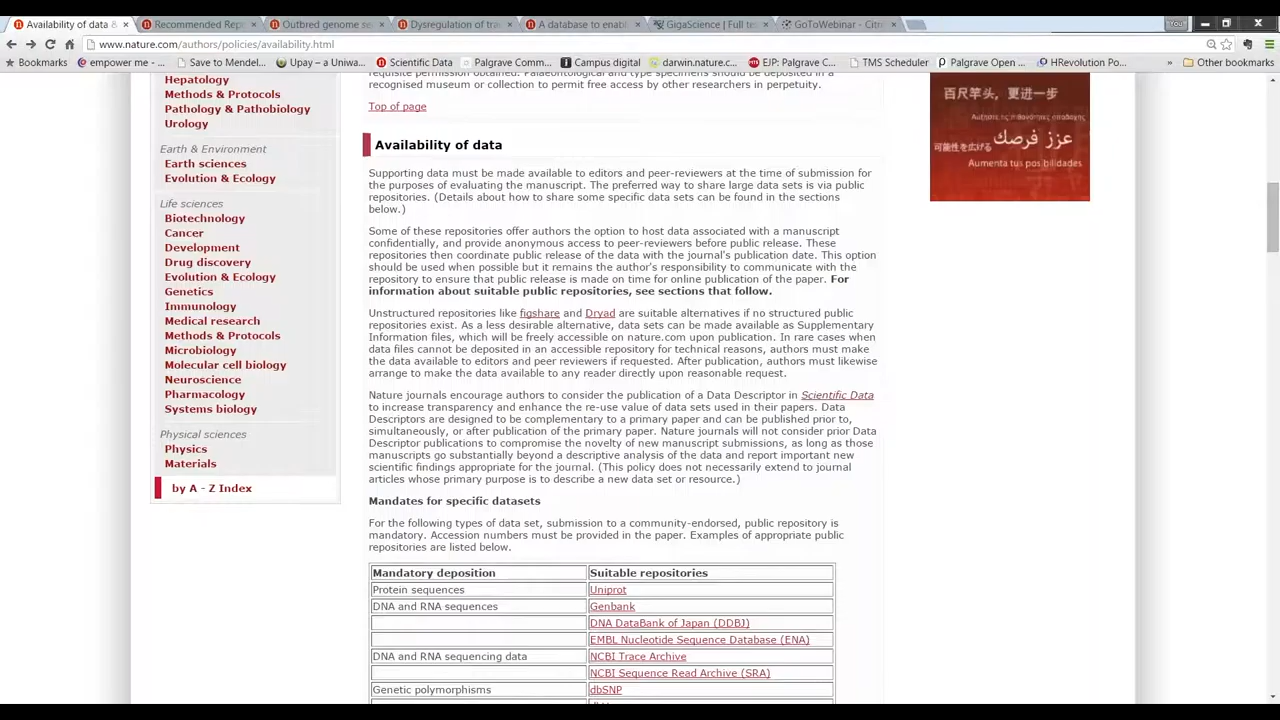 Availability of data &
Recommended Rep
Outbred genome se
Dysregulation of tra
A database to enabl
GigaScience | Full te
GoToWebinar - Citri
You
www.nature.com/authors/policies/availability.html
Bookmarks
empower me -...
Save to Mendel...
Upay – a Uniwa...
Scientific Data
Palgrave Comm...
Campus digital
darwin.nature.c...
EJP: Palgrave C...
TMS Scheduler
Palgrave Open ...
HRevolution Po...
»
Other bookmarks
Hepatology
Methods & Protocols
Pathology & Pathobiology
Urology
Earth & Environment
Earth sciences
Evolution & Ecology
Life sciences
Biotechnology
Cancer
Development
Drug discovery
Evolution & Ecology
Genetics
Immunology
Medical research
Methods & Protocols
Microbiology
Molecular cell biology
Neuroscience
Pharmacology
Systems biology
Physical sciences
Physics
Materials
by A - Z Index
requisite permission obtained. Palaeontological and type specimens should be deposited in a
recognised museum or collection to permit free access by other researchers in perpetuity.
Top of page
Availability of data
Supporting data must be made available to editors and peer-reviewers at the time of submission for
the purposes of evaluating the manuscript. The preferred way to share large data sets is via public
repositories. (Details about how to share some specific data sets can be found in the sections
below.)
Some of these repositories offer authors the option to host data associated with a manuscript
confidentially, and provide anonymous access to peer-reviewers before public release. These
repositories then coordinate public release of the data with the journal's publication date. This option
should be used when possible but it remains the author's responsibility to communicate with the
repository to ensure that public release is made on time for online publication of the paper. For
information about suitable public repositories, see sections that follow.
Unstructured repositories like figshare and Dryad are suitable alternatives if no structured public
repositories exist. As a less desirable alternative, data sets can be made available as Supplementary
Information files, which will be freely accessible on nature.com upon publication. In rare cases when
data files cannot be deposited in an accessible repository for technical reasons, authors must make
the data available to editors and peer reviewers if requested. After publication, authors must likewise
arrange to make the data available to any reader directly upon reasonable request.
Nature journals encourage authors to consider the publication of a Data Descriptor in Scientific Data
to increase transparency and enhance the re-use value of data sets used in their papers. Data
Descriptors are designed to be complementary to a primary paper and can be published prior to,
simultaneously, or after publication of the primary paper. Nature journals will not consider prior Data
Descriptor publications to compromise the novelty of new manuscript submissions, as long as those
manuscripts go substantially beyond a descriptive analysis of the data and report important new
scientific findings appropriate for the journal. (This policy does not necessarily extend to journal
articles whose primary purpose is to describe a new data set or resource.)
Mandates for specific datasets
For the following types of data set, submission to a community-endorsed, public repository is
mandatory. Accession numbers must be provided in the paper. Examples of appropriate public
repositories are listed below.
Mandatory deposition Suitable repositories
Protein sequences Uniprot
DNA and RNA sequences Genbank
DNA DataBank of Japan (DDBJ)
EMBL Nucleotide Sequence Database (ENA)
DNA and RNA sequencing data NCBI Trace Archive
NCBI Sequence Read Archive (SRA)
Genetic polymorphisms dbSNP
百尺竿头，更进一步
可能性を広げる عزز فرصك
Aumenta tus posibilidades